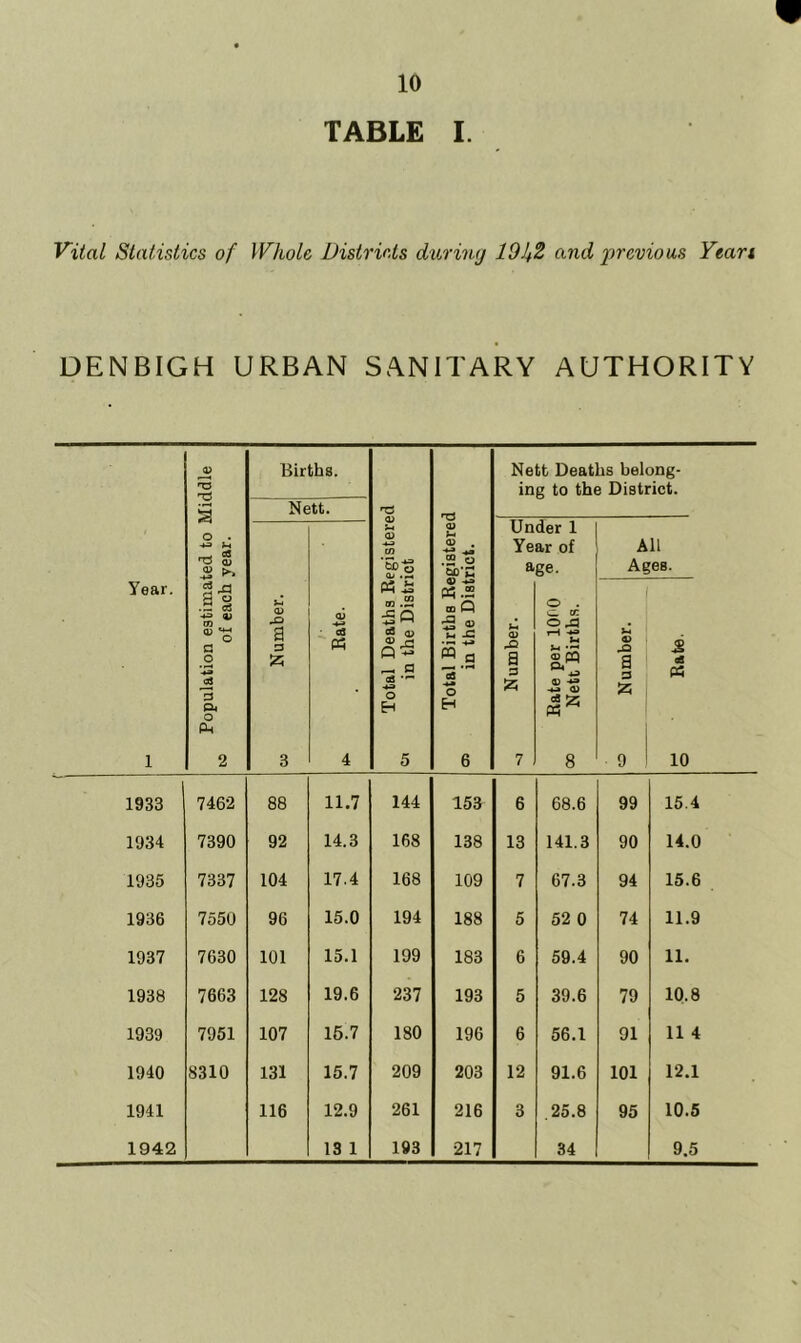 10
TABLE I.
Vital Statistics of Whole Districts during 1942 and previous Years
DENBIGH URBAN SANITARY AUTHORITY
Year.
Population estimated to Middle
of each year.
Births.
Nett.
Number.
Rate.
Total Deaths Registered
in the District
Total Births Registered
in the District.
Nett Deaths belong-
ing to the District.
Under 1
Year of
age.
Number.
Rate per 1000
Nett Births.
All
Ages.
Number.
Rate.
1 2 3 4 5 6 7 8 9 10
1933 7462 88 11.7 144 153 6 68.6 99 15.4
1934 7390 92 14.3 168 138 13 141.3 90 14.0
1935 7337 104 17.4 168 109 7 67.3 94 15.6
1936 7550 96 15.0 194 188 5 52 0 74 11.9
1937 7630 101 15.1 199 183 6 59.4 90 11.
1938 7663 128 19.6 237 193 5 39.6 79 10.8
1939 7951 107 15.7 180 196 6 56.1 91 11 4
1940 8310 131 15.7 209 203 12 91.6 101 12.1
1941 116 12.9 261 216 3 25.8 95 10.5
1942 13 1 193 217 34 9.5